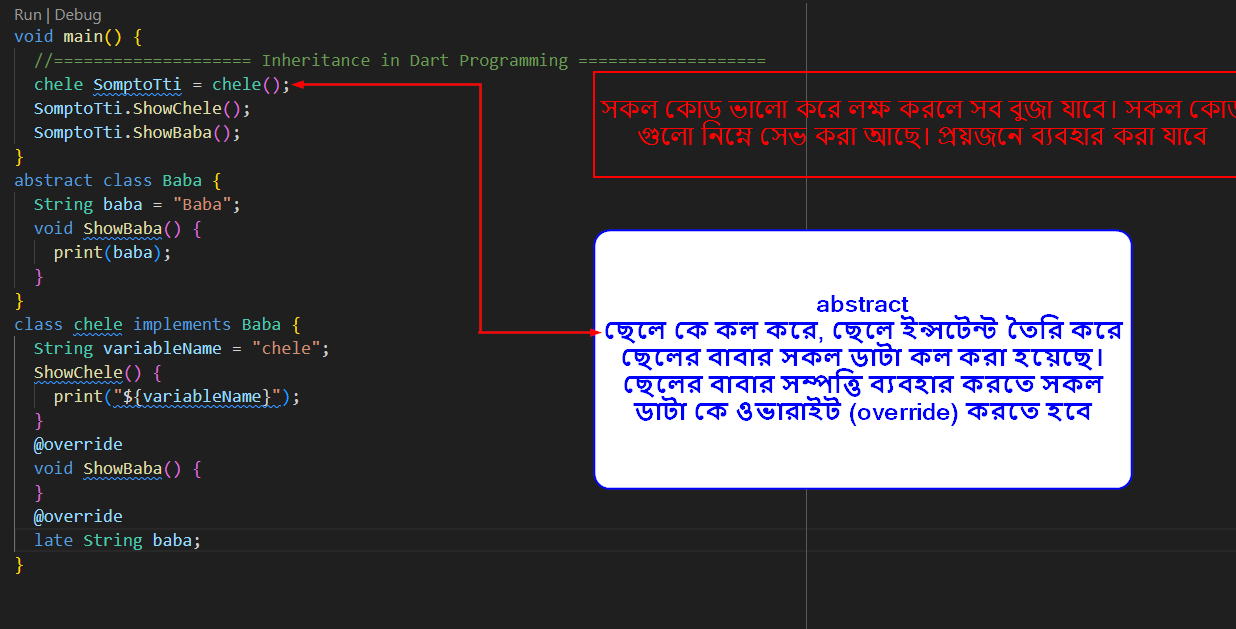 Run | Debug
void main() {
//==================== Inheritance in Dart Programming ===================
chele SomptoTti = chele();
SomptoTti.ShowChele();
SomptoTti.ShowBaba();
}
abstract class Baba {
String baba = "Baba";
void ShowBaba() {
print(baba);
}
}
class chele implements Baba {
String variableName = "chele";
ShowChele() {
print("${variableName}");
}
@override
void ShowBaba() {
}
@override
late String baba;
}
সকল কোড ভালো করে লক্ষ করলে সব বুজা যাবে। সকল কোড
গুলো নিম্নে সেভ করা আছে। প্রয়জনে ব্যবহার করা যাবে
abstract
ছেলে কে কল করে, ছেলে ইন্সটেন্ট তৈরি করে
ছেলের বাবার সকল ডাটা কল করা হয়েছে।
ছেলের বাবার সম্পত্তি ব্যবহার করতে সকল
ডাটা কে ওভারাইট (override) করতে হবে